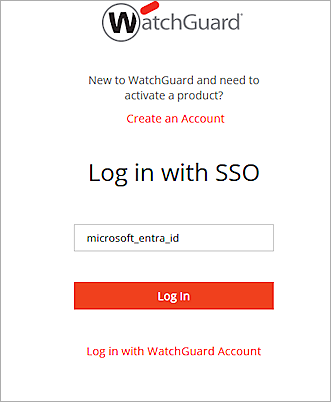 WatchGuard
New to WatchGuard and need to
activate a product?
Create an Account
Log in with SSO
microsoft_entra_id
Log In
Log in with WatchGuard Account